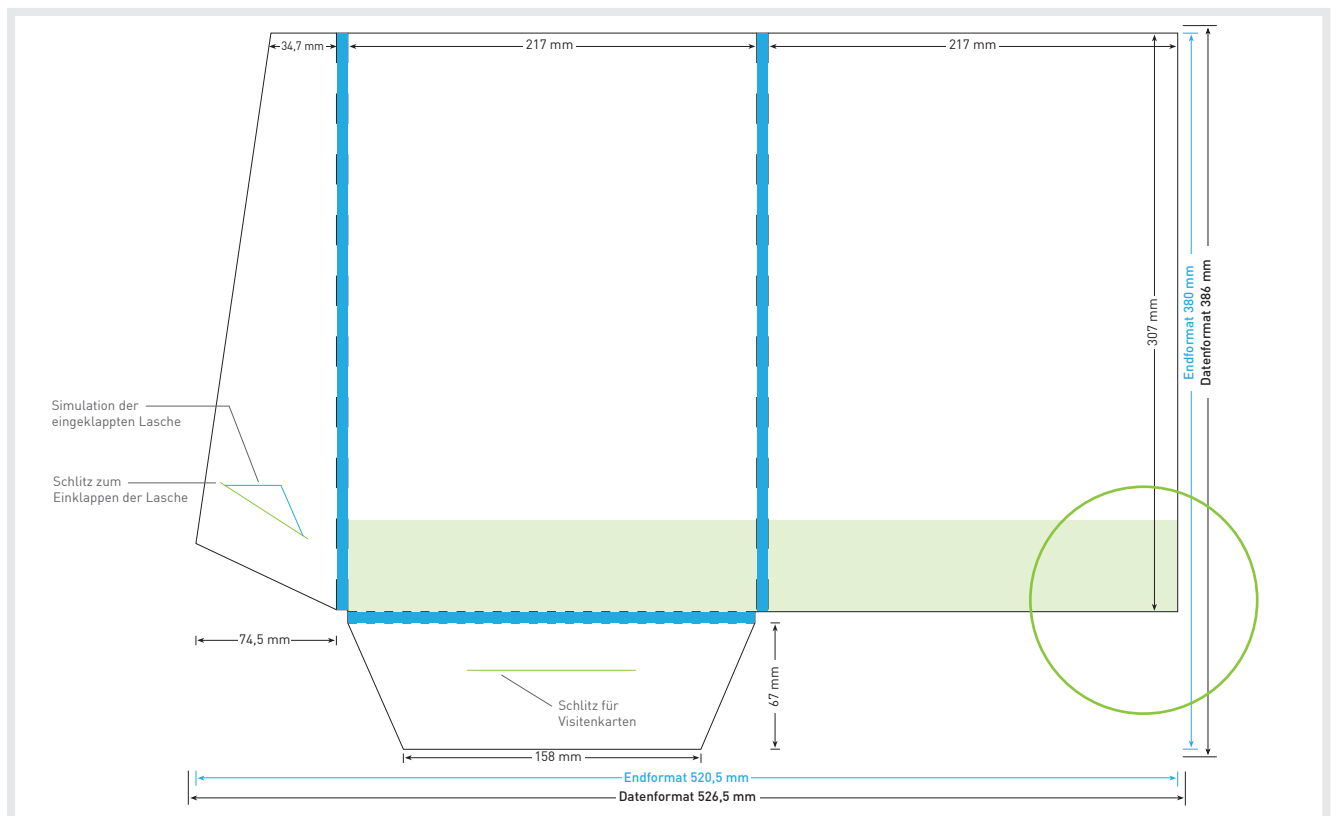 34,7 mm
217 mm
217 mm
307 mm
Endformat 380 mm
Datenformat 386 mm
Simulation der
eingeklappten Lasche
Schlitz zum
Einklappen der Lasche
74,5 mm
67 mm
Schlitz für
Visitenkarten
158 mm
Endformat 520,5 mm
Datenformat 526,5 mm